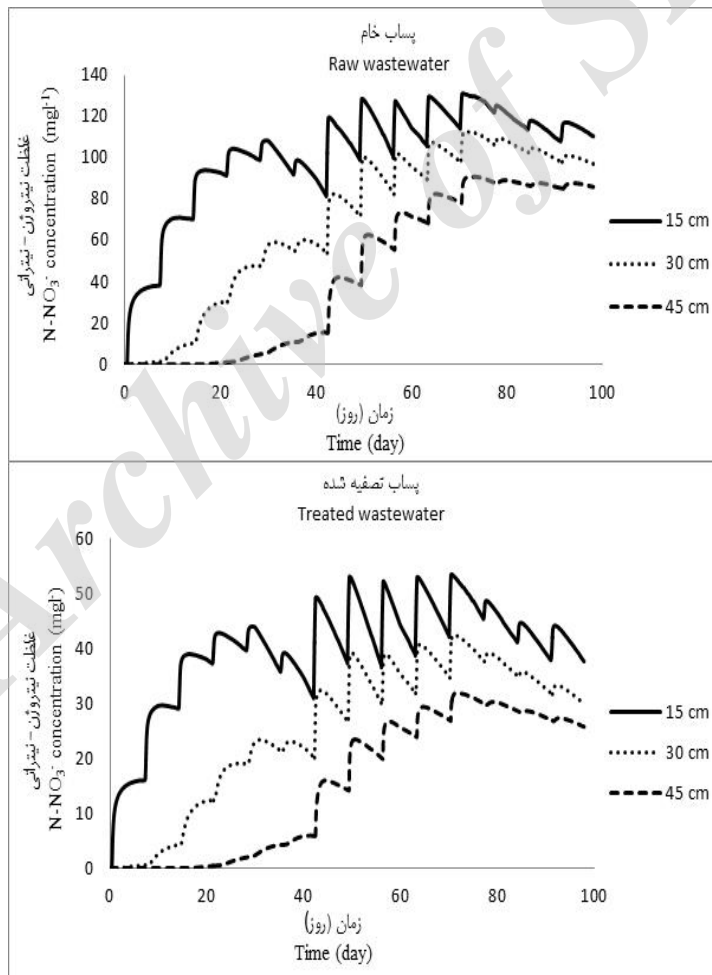 پساب خام
Raw wastewater
غلظت نیتروژن - نیتراتی
N-NO₃⁻ concentration (mgl⁻¹)
140
120
100
80
60
40
20
0
0 20 40 60 80 100
زمان (روز)
Time (day)
15 cm
30 cm
45 cm
پساب تصفیه شده
Treated wastewater
غلظت نیتروژن - نیتراتی
N-NO₃⁻ concentration (mgl⁻¹)
60
50
40
30
20
10
0
0 20 40 60 80 100
زمان (روز)
Time (day)
15 cm
30 cm
45 cm
Archive of S